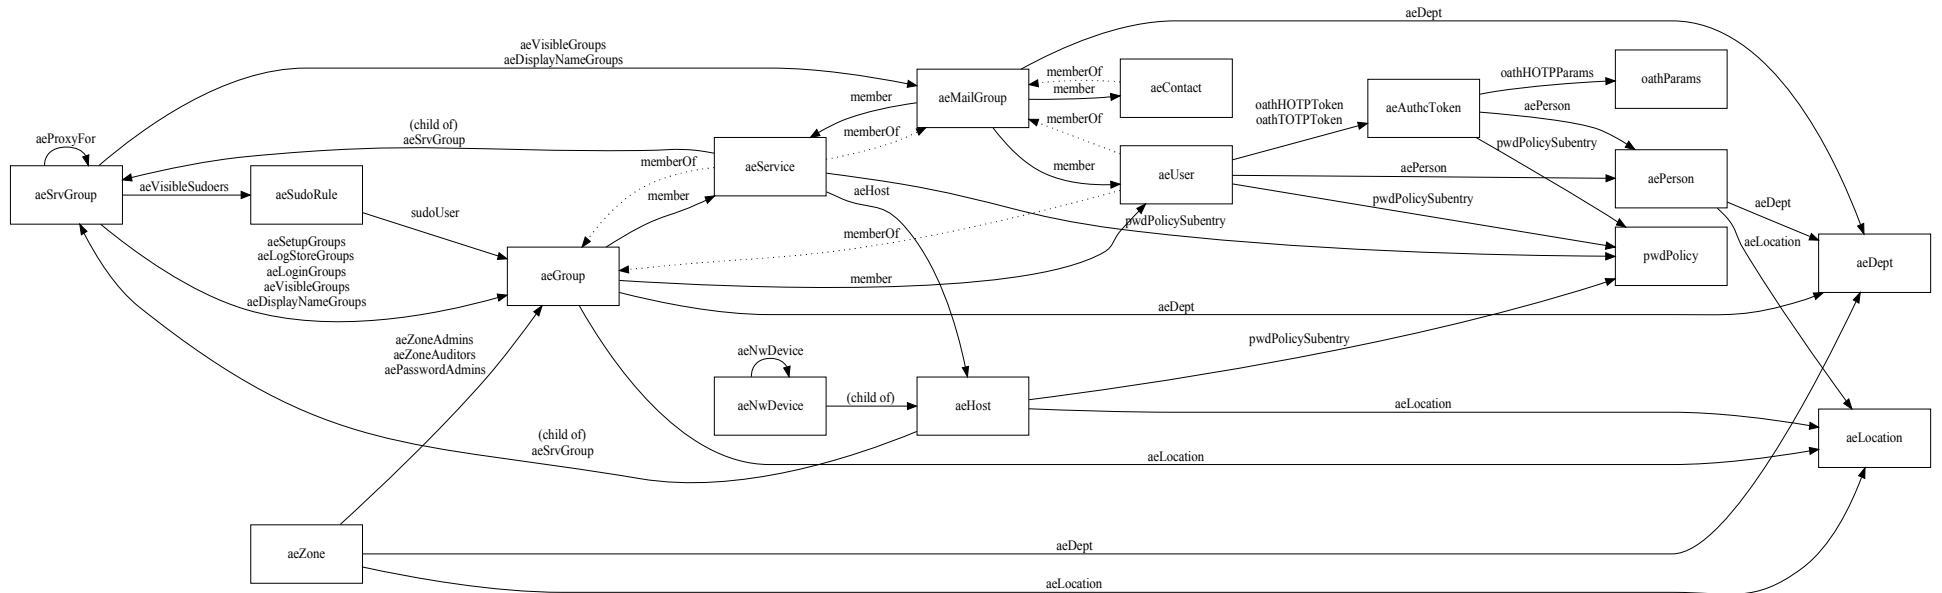 aeDept
aeVisibleGroups
aeDisplayNameGroups
memberOf
member
aeContact
aeMailGroup
oathHOTPParams
oathParams
member
oathHOTPToken
oathTOTPToken
aeAuthcToken
aePerson
aeProxyFor
(child of)
aeSrvGroup
memberOf
memberOf
pwdPolicySubentry
aeSrvGroup
aeVisibleSudoers
aeSudoRule
memberOf
aeService
member
aeUser
aePerson
aePerson
member
aeHost
pwdPolicySubentry
aeDept
sudoUser
pwdPolicySubentry
memberOf
aeLocation
aeSetupGroups
aeLogStoreGroups
aeLoginGroups
aeVisibleGroups
aeDisplayNameGroups
aeGroup
member
pwdPolicy
aeDept
aeDept
aeZoneAdmins
aeZoneAuditors
aePasswordAdmins
pwdPolicySubentry
aeNwDevice
aeNwDevice
(child of)
aeHost
aeLocation
aeLocation
(child of)
aeSrvGroup
aeLocation
aeZone
aeDept
aeLocation